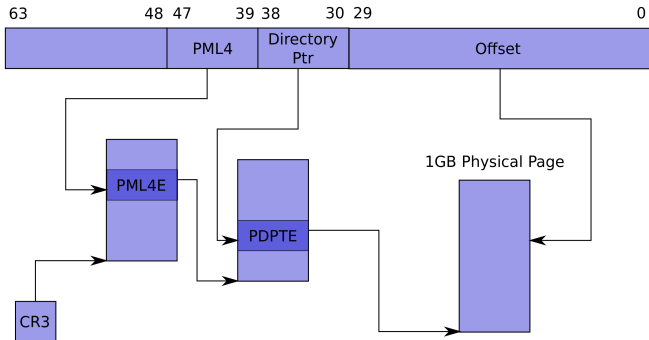 63 48 47 39 38 30 29 0
PML4
Directory
Ptr
Offset
1GB Physical Page
PML4E
PDPTE
CR3